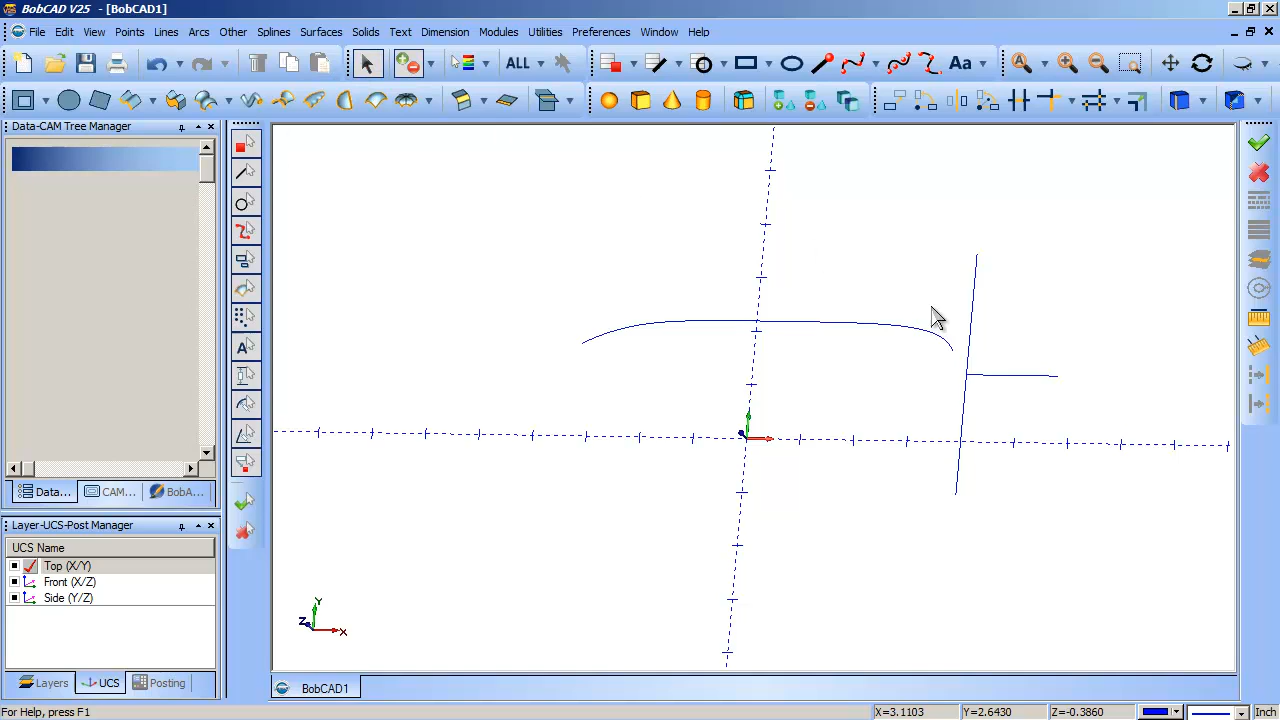 BobCAD V25 - [BobCAD1]
File Edit View Points Lines Arcs Other Splines Surfaces Solids Text Dimension Modules Utilities Preferences Window Help
ALL
Aa
Data-CAM Tree Manager
A
Data... CAM... BobA...
Layer-UCS-Post Manager
UCS Name
Top (X/Y)
Front (X/Z)
Side (Y/Z)
Y
Z
X
Layers UCS Posting
BobCAD1
For Help, press F1
X=3.1103 Y=2.6430 Z=-0.3860 Inch